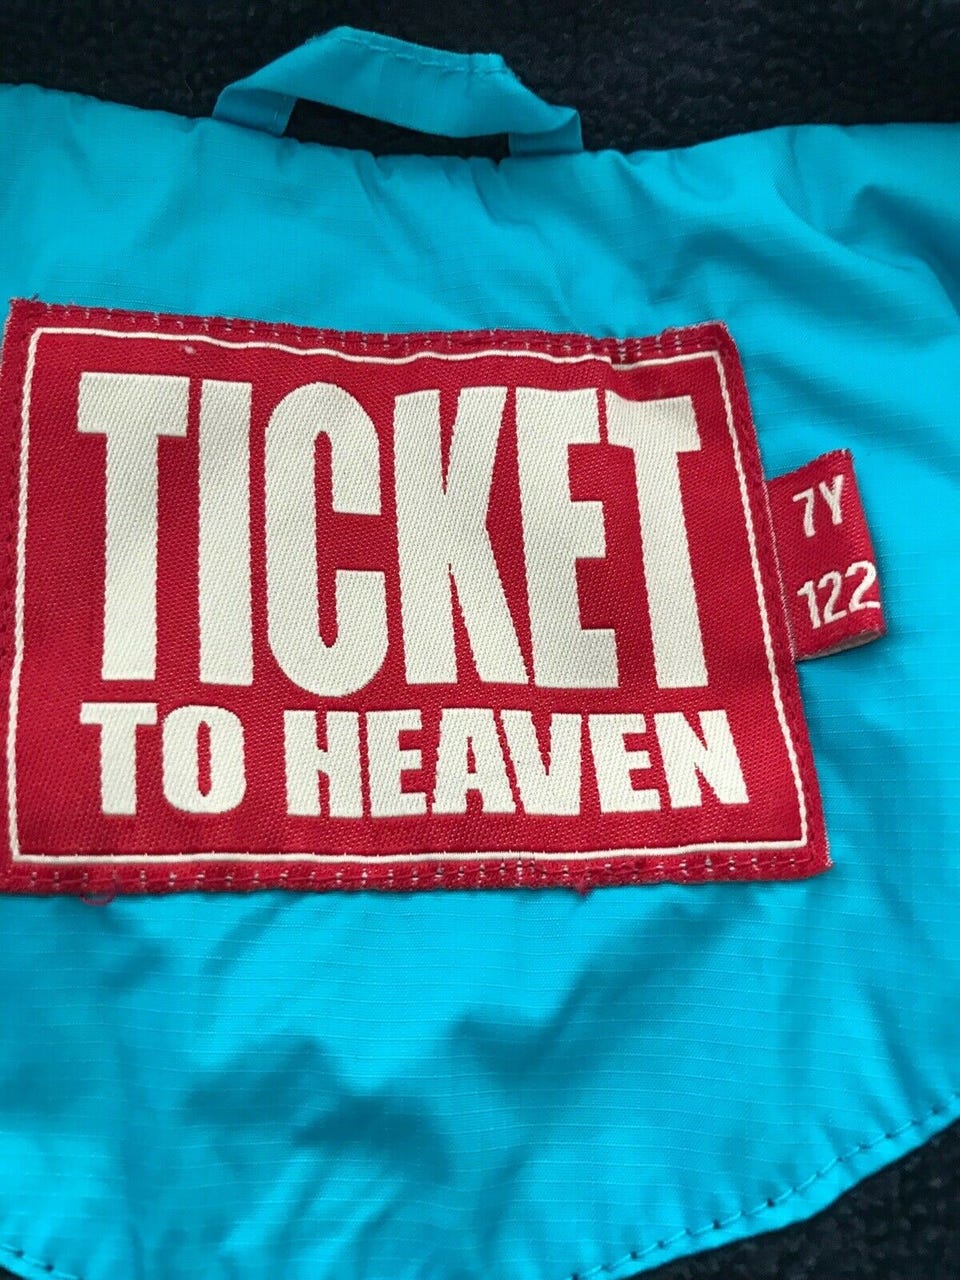 TICKET
TO HEAVEN
7Y
122